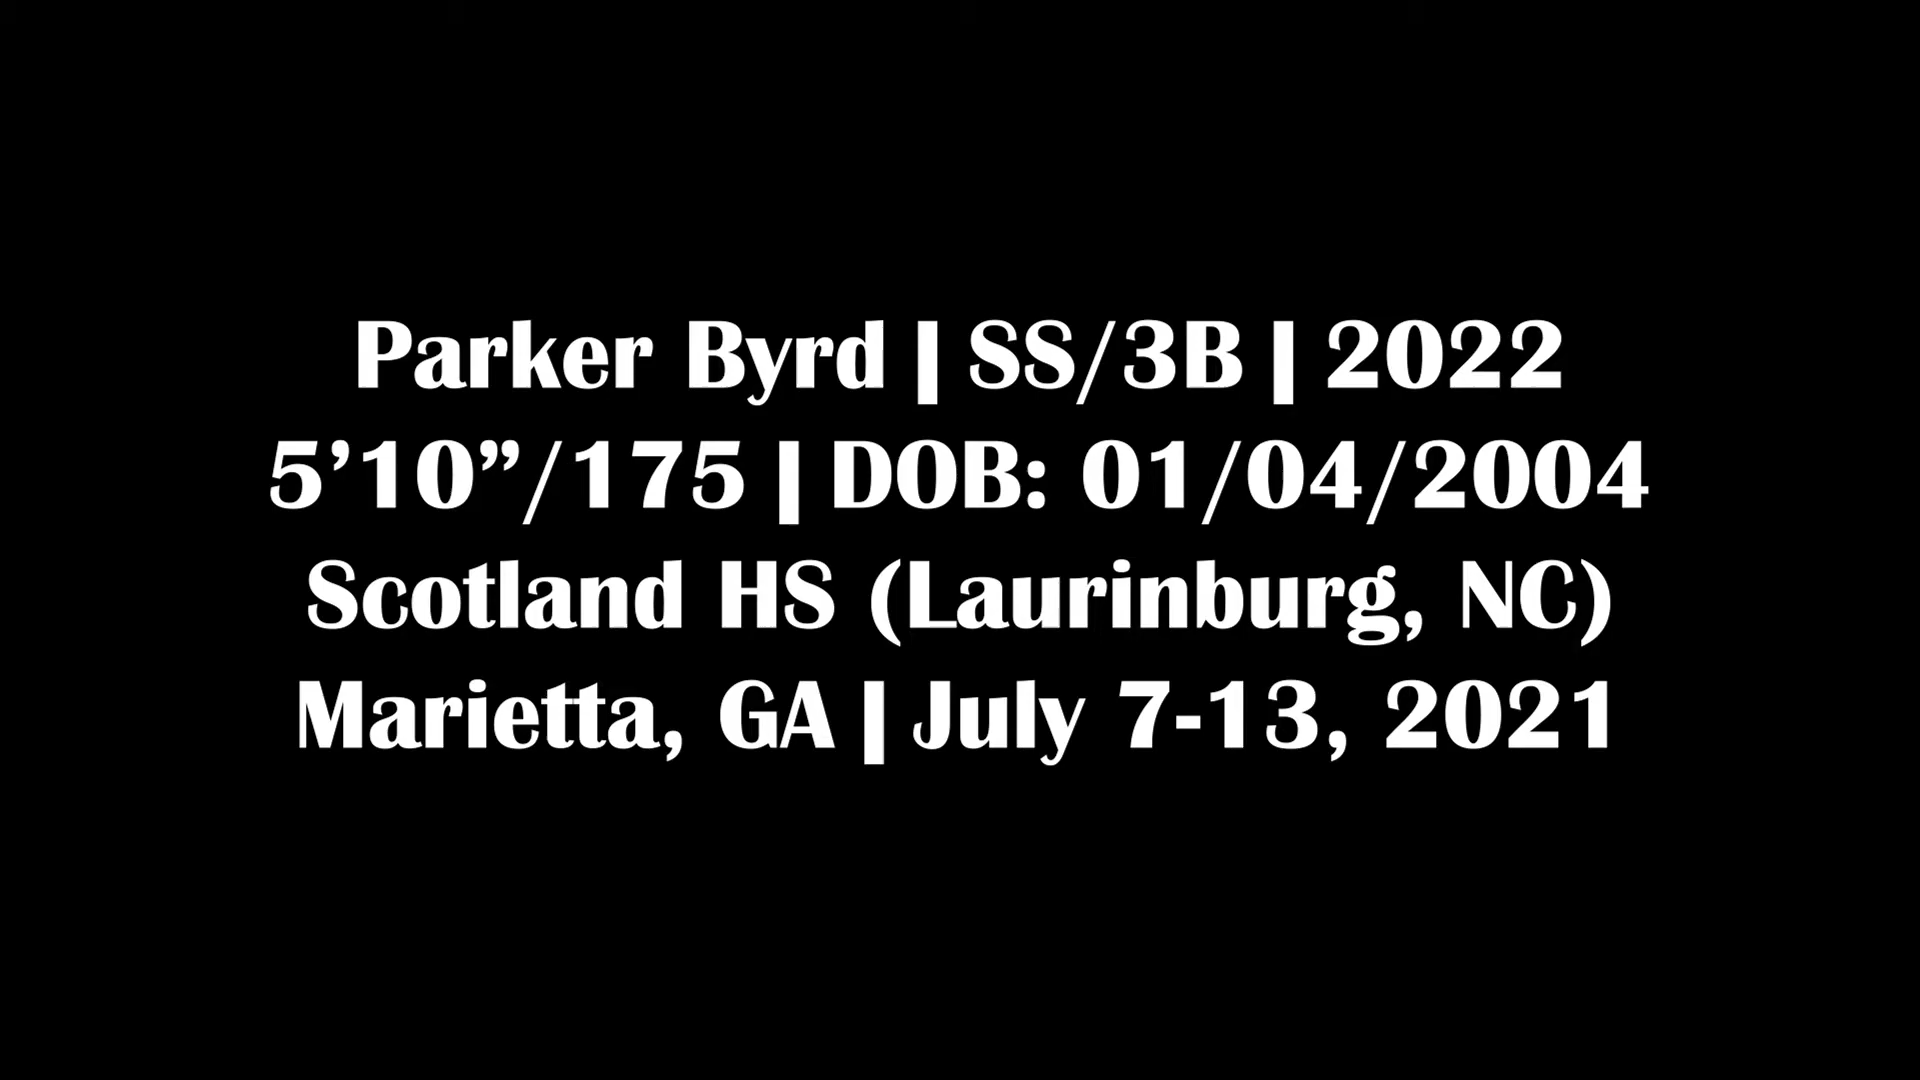 Parker Byrd | SS/3B | 2022
5’10”/175 | DOB: 01/04/2004
Scotland HS (Laurinburg, NC)
Marietta, GA | July 7-13, 2021